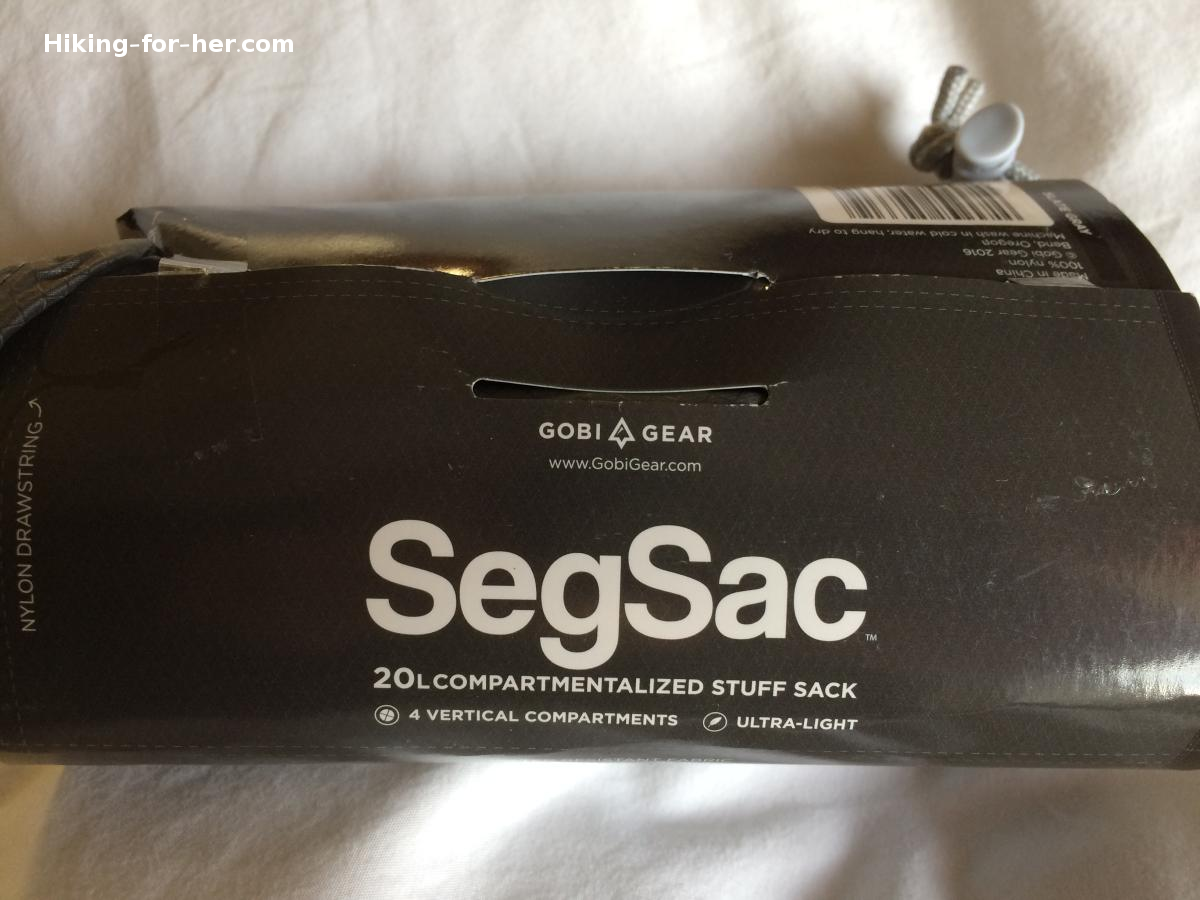 Hiking-for-her.com
Machine wash in cold water, hang to dry
© Gobi Gear 2016
Bend, Oregon
100% nylon
Made in China
GOBI GEAR
www.GobiGear.com
NYLON DRAWSTRING
SegSac™
20L COMPARTMENTALIZED STUFF SACK
4 VERTICAL COMPARTMENTS ULTRA-LIGHT